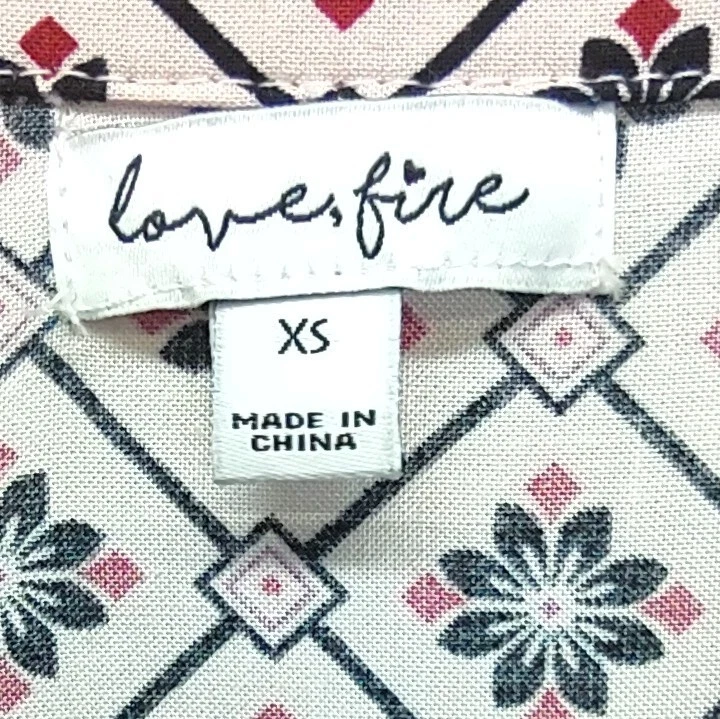 love, fire
XS
MADE IN
CHINA